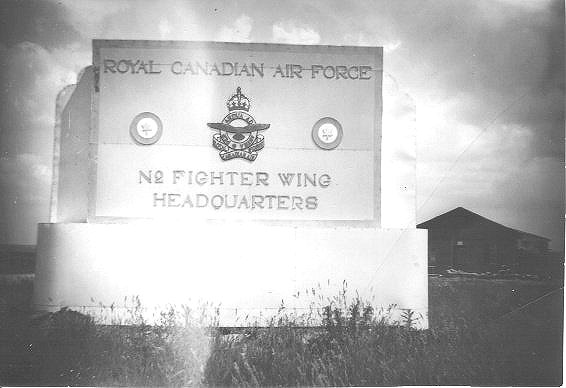 ROYAL CANADIAN AIR FORCE
Nº FIGHTER WING
HEADQUARTERS